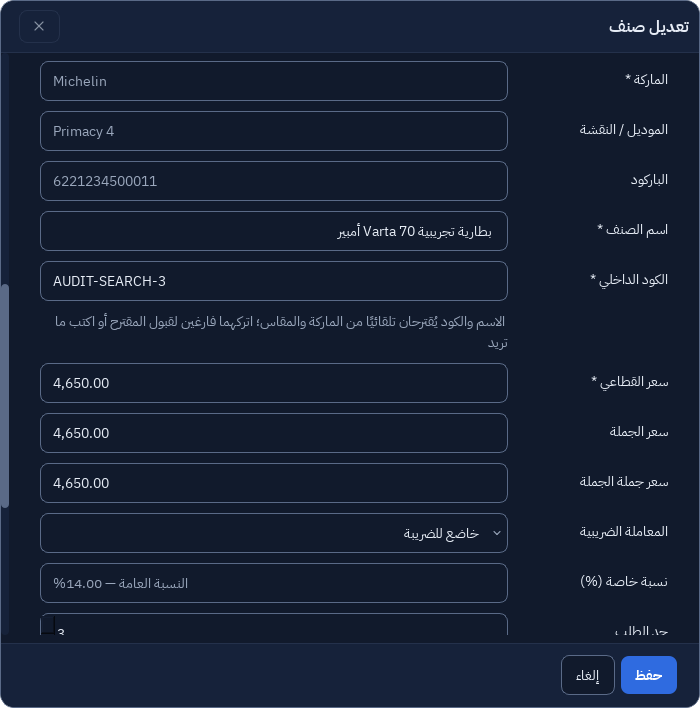 تعديل صنف
الماركة *
Michelin
الموديل / النقشة
Primacy 4
الباركود
6221234500011
اسم الصنف *
بطارية تجريبية Varta 70 أمبير
الكود الداخلي *
AUDIT-SEARCH-3
الاسم والكود يُقترحان تلقائيًا من الماركة والمقاس؛ اتركهما فارغين لقبول المقترح أو اكتب ما
تريد
سعر القطاعي *
4,650.00
سعر الجملة
4,650.00
سعر جملة الجملة
4,650.00
المعاملة الضريبية
خاضع للضريبة
نسبة خاصة (%)
النسبة العامة — 14.00%
حد الطلب
3
حفظ
إلغاء